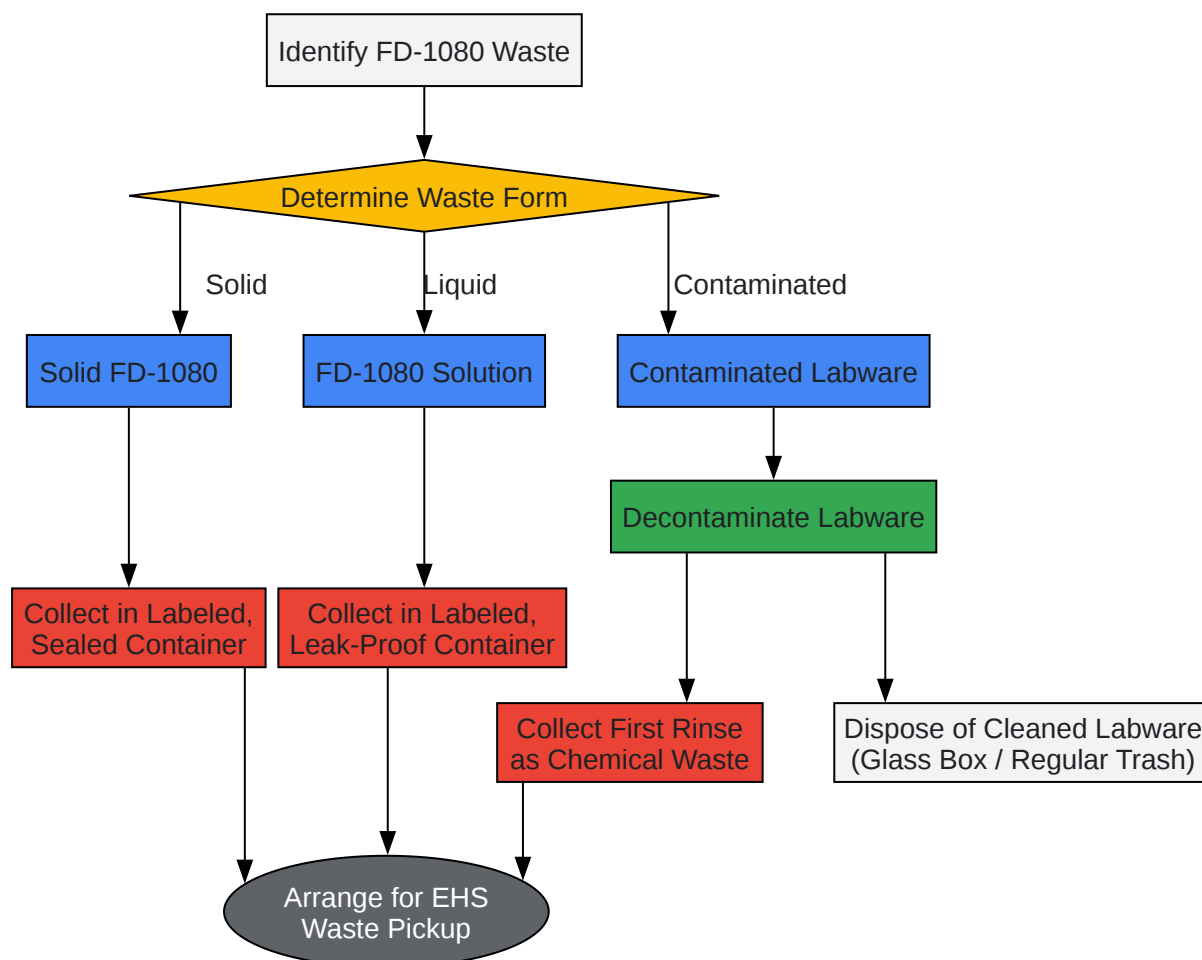 Identify FD-1080 Waste
Determine Waste Form
Solid
Liquid
Contaminated
Solid FD-1080
FD-1080 Solution
Contaminated Labware
Decontaminate Labware
Collect in Labeled,
Sealed Container
Collect in Labeled,
Leak-Proof Container
Collect First Rinse
as Chemical Waste
Dispose of Cleaned Labware
(Glass Box / Regular Trash)
Arrange for EHS
Waste Pickup